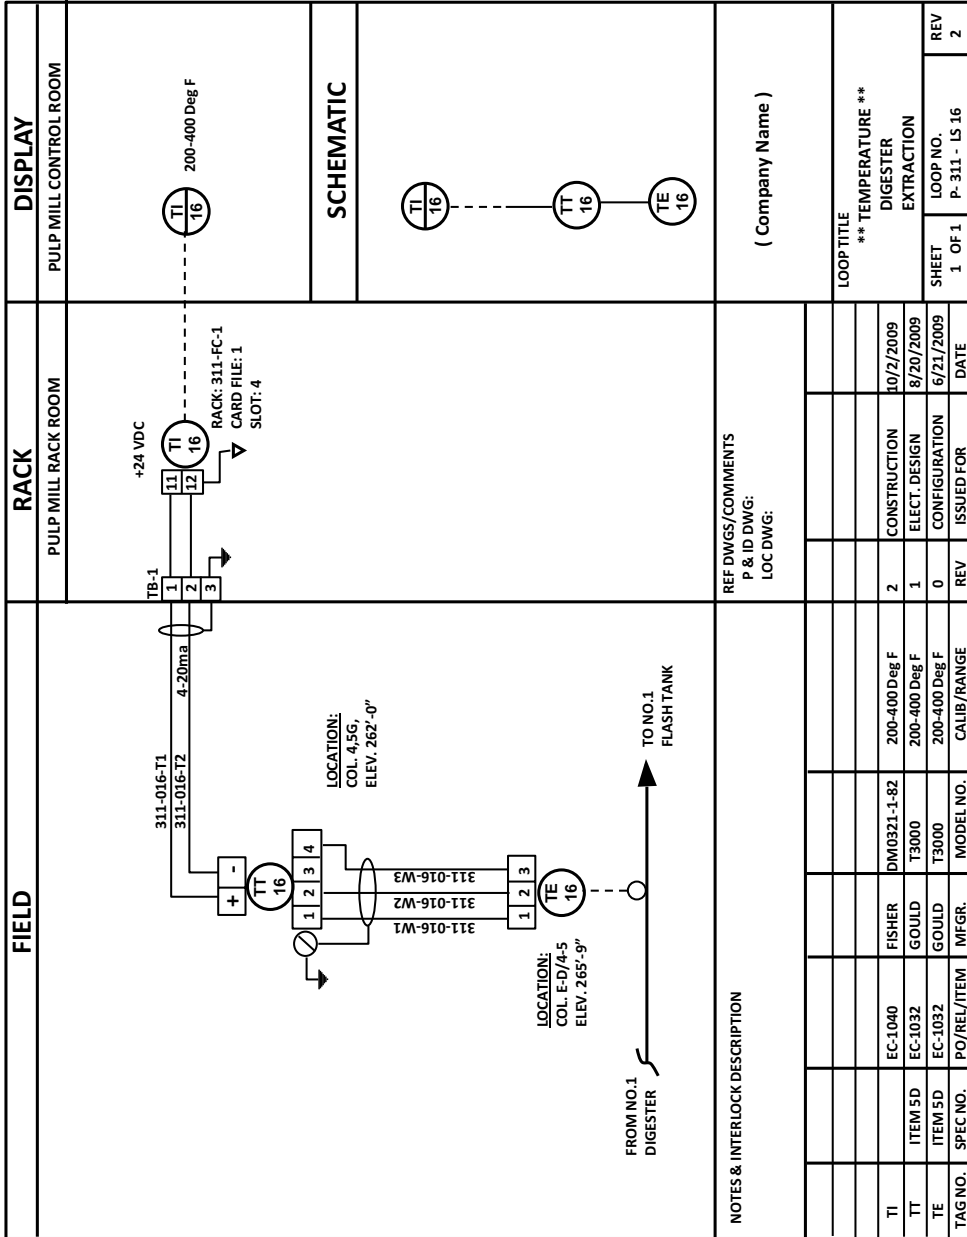 FIELD
RACK
DISPLAY
PULP MILL RACK ROOM
PULP MILL CONTROL ROOM
311-016-T1
311-016-T2
4-20ma
TB-1
1
2
3
+24 VDC
11
12
TI
16
RACK: 311-FC-1
CARD FILE: 1
SLOT: 4
TI
16
200-400 Deg F
+
-
TT
16
1
2
3
4
LOCATION:
COL. 4,5G,
ELEV. 262'-0"
311-016-W1
311-016-W2
311-016-W3
1
2
3
TE
16
LOCATION:
COL. E-D/4-5
ELEV. 265'-9"
FROM NO.1
DIGESTER
TO NO.1
FLASH TANK
SCHEMATIC
TI
16
TT
16
TE
16
NOTES & INTERLOCK DESCRIPTION
REF DWGS/COMMENTS
P & ID DWG:
LOC DWG:
( Company Name )
TI EC-1040 FISHER DM0321-1-82 200-400 Deg F 2 CONSTRUCTION 10/2/2009
TT ITEM 5D EC-1032 GOULD T3000 200-400 Deg F 1 ELECT. DESIGN 8/20/2009
TE ITEM 5D EC-1032 GOULD T3000 200-400 Deg F 0 CONFIGURATION 6/21/2009
TAG NO. SPEC NO. PO/REL/ITEM MFGR. MODEL NO. CALIB/RANGE REV ISSUED FOR DATE
LOOP TITLE
** TEMPERATURE **
DIGESTER
EXTRACTION
SHEET
1 OF 1
LOOP NO.
P- 311 - LS 16
REV
2